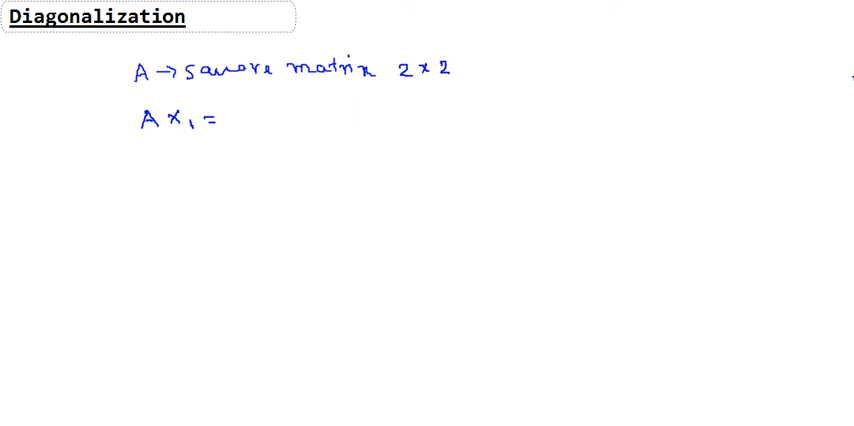 Diagonalization
A → square matrix 2 × 2
A x₁ =